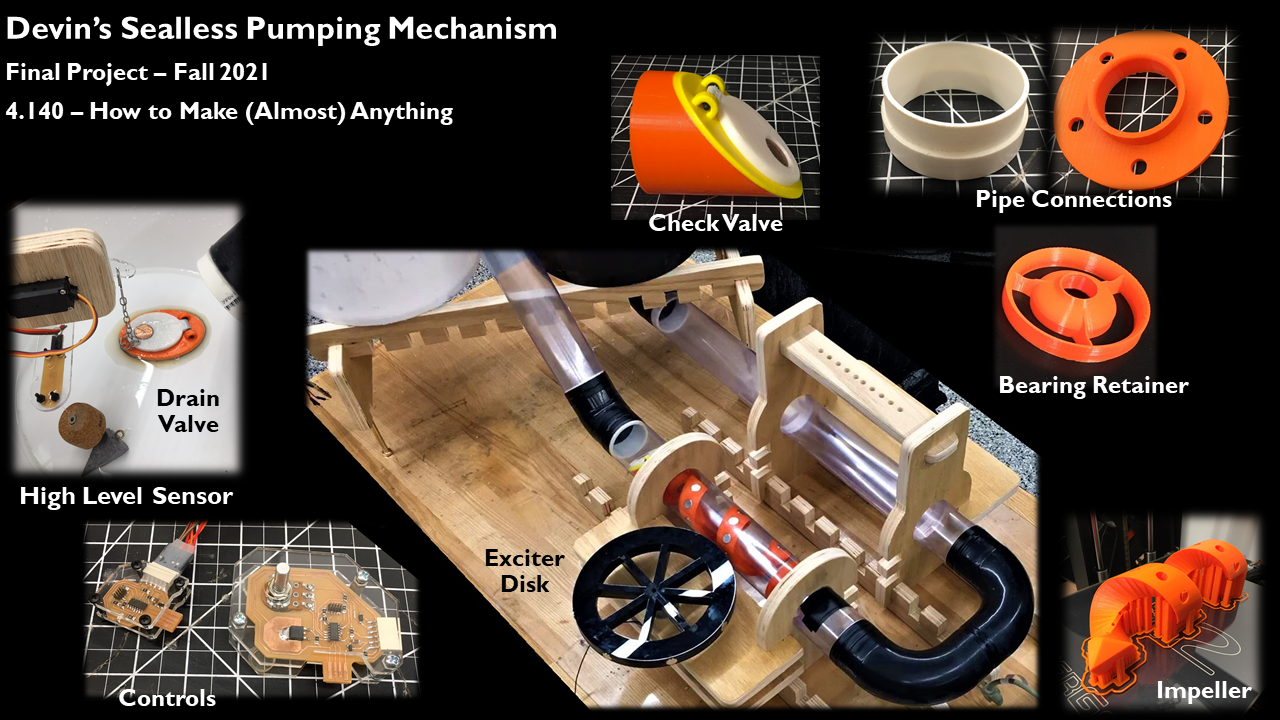 Devin's Sealless Pumping Mechanism
Final Project – Fall 2021
4.140 – How to Make (Almost) Anything
Check Valve
Pipe Connections
Bearing Retainer
Drain
Valve
High Level Sensor
Exciter
Disk
Controls
Impeller